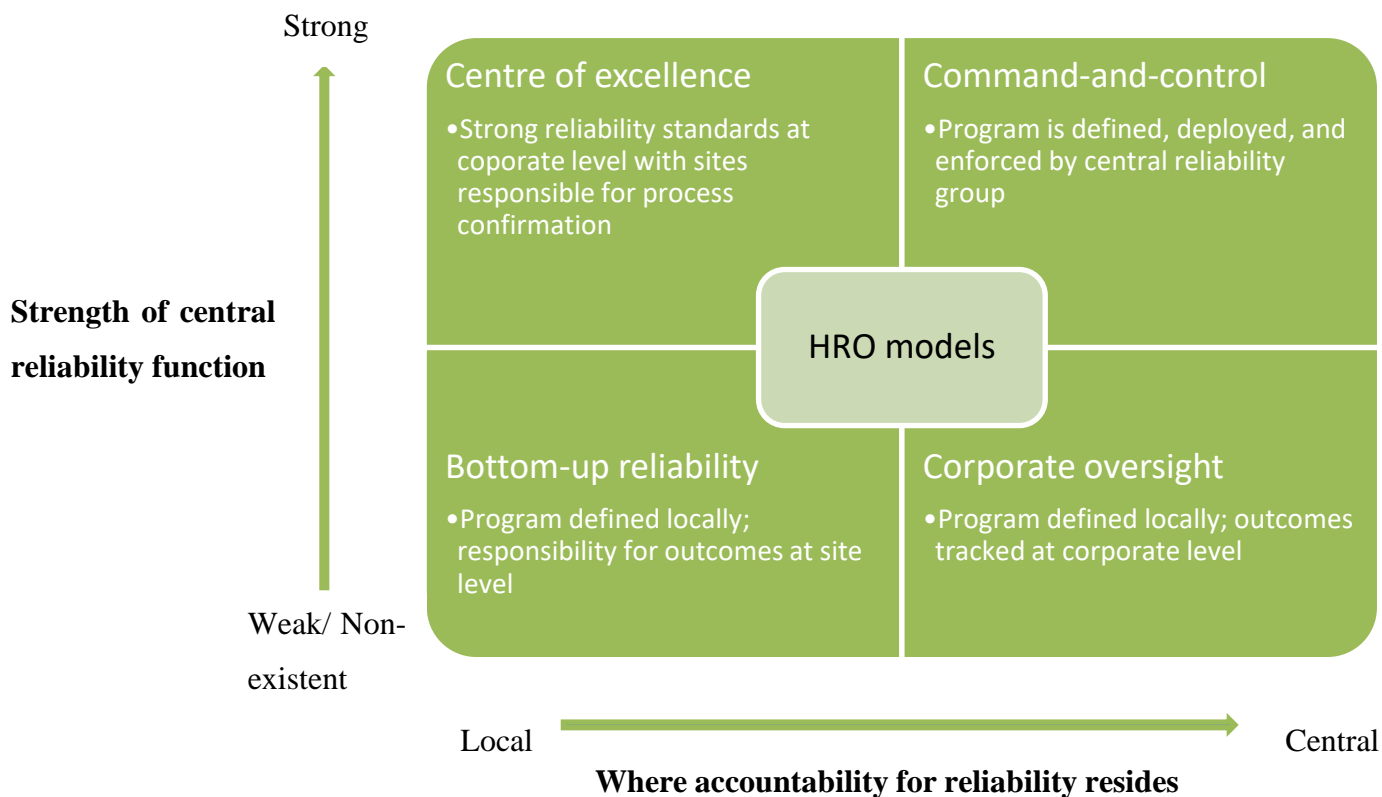 Strong
Centre of excellence
•Strong reliability standards at
coporate level with sites
responsible for process
confirmation
Command-and-control
•Program is defined, deployed, and
enforced by central reliability
group
Strength of central
reliability function
HRO models
Bottom-up reliability
•Program defined locally;
responsibility for outcomes at site
level
Corporate oversight
•Program defined locally; outcomes
tracked at corporate level
Weak/ Non-
existent
Local
Central
Where accountability for reliability resides